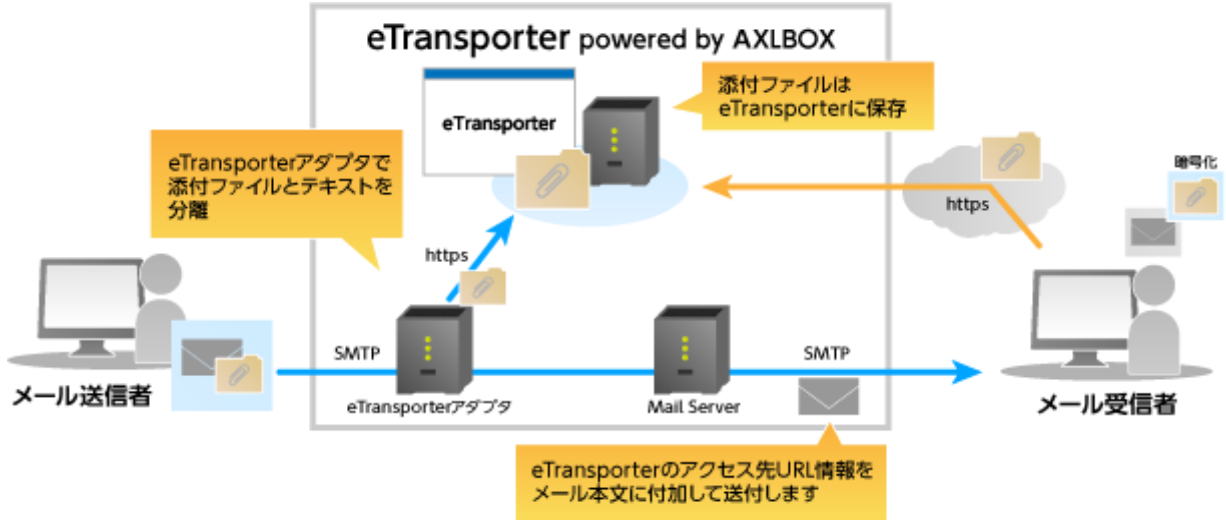 eTransporter powered by AXLBOX
添付ファイルは
eTransporterに保存
eTransporter
eTransporterアダプタで
添付ファイルとテキストを
分離
暗号化
https
https
SMTP
SMTP
メール送信者
eTransporterアダプタ
Mail Server
メール受信者
eTransporterのアクセス先URL情報を
メール本文に付加して送付します